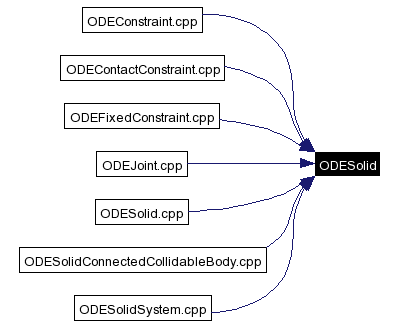 ODEConstraint.cpp
ODEContactConstraint.cpp
ODEFixedConstraint.cpp
ODEJoint.cpp
ODESolid
ODESolid.cpp
ODESolidConnectedCollidableBody.cpp
ODESolidSystem.cpp